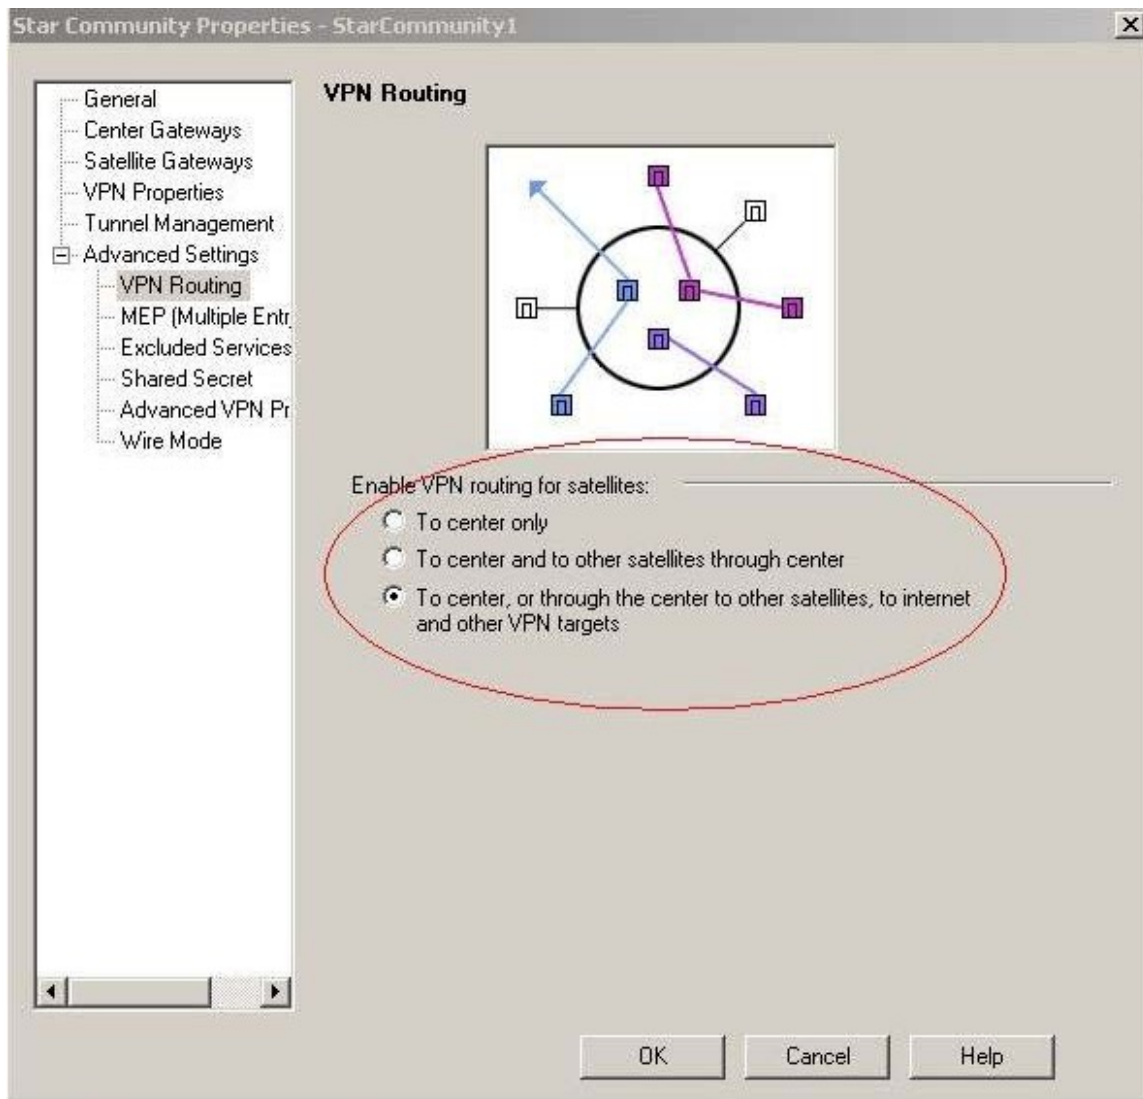 Star Community Properties - StarCommunity1
General
Center Gateways
Satellite Gateways
VPN Properties
Tunnel Management
Advanced Settings
VPN Routing
MEP (Multiple Entr
Excluded Services
Shared Secret
Advanced VPN Pr
Wire Mode
VPN Routing
Enable VPN routing for satellites:
To center only
To center and to other satellites through center
To center, or through the center to other satellites, to internet
and other VPN targets
OK
Cancel
Help